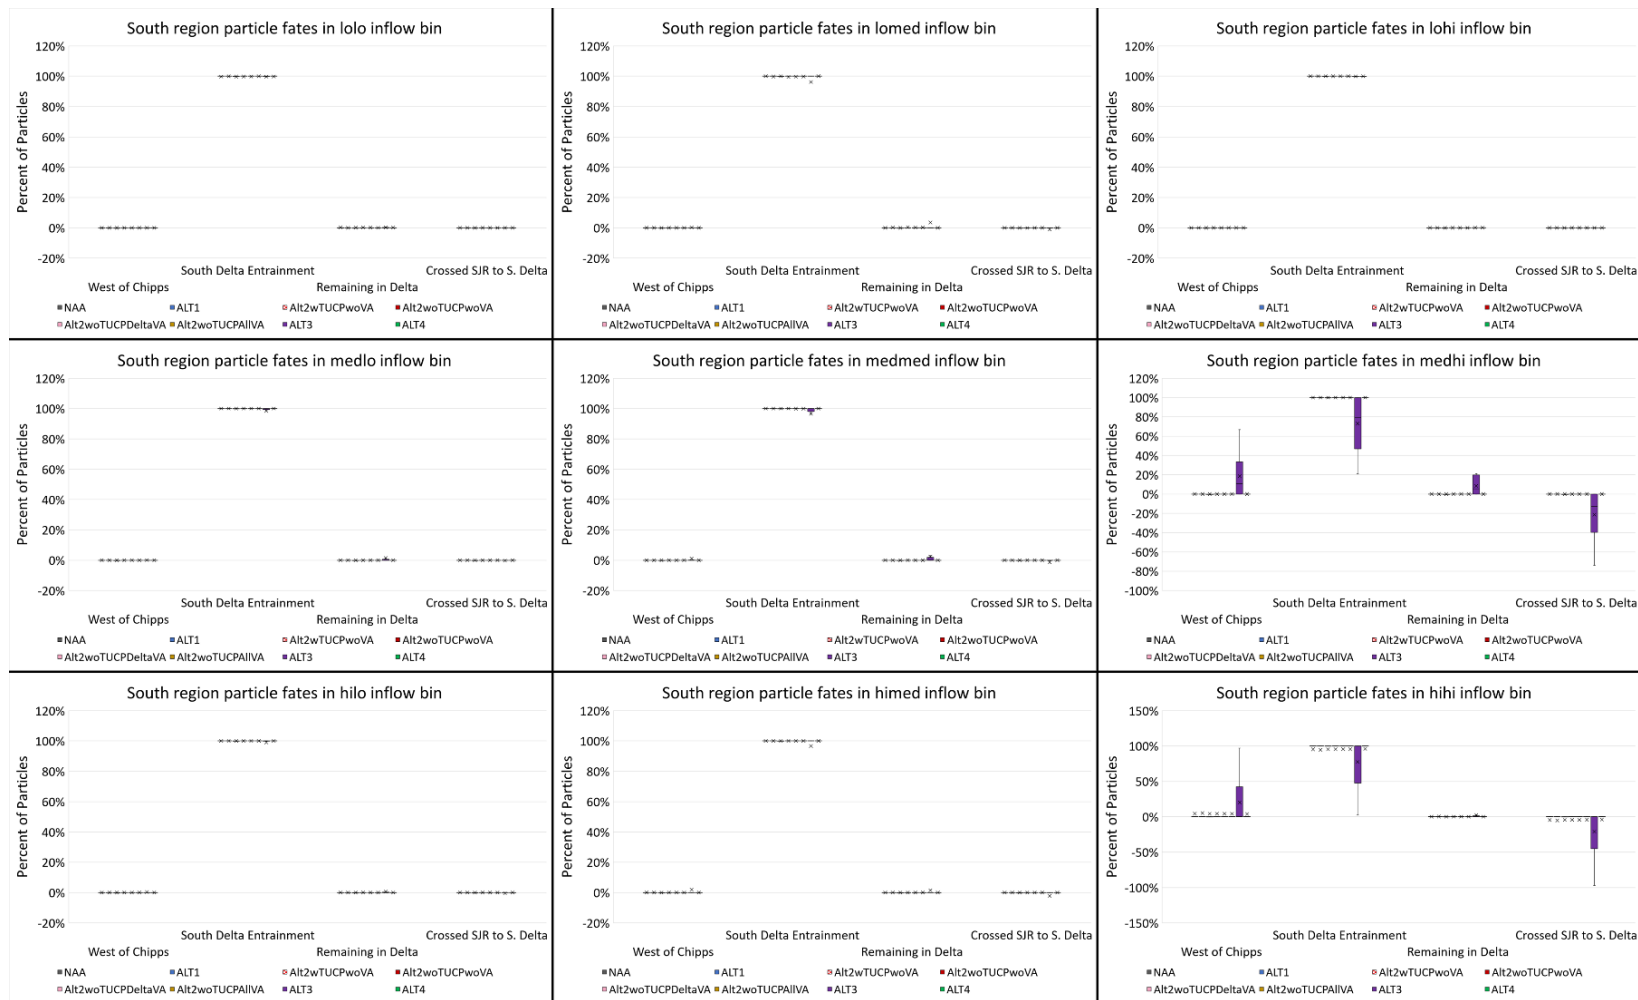 South region particle fates in lolo inflow bin
120%
100%
80%
60%
40%
20%
0%
-20%
Percent of Particles
South Delta Entrainment Crossed SJR to S. Delta
West of Chipps Remaining in Delta
NAA ALT1 Alt2wTUCPwoVA Alt2woTUCPwoVA
Alt2woTUCPDeltaVA Alt2woTUCPAllVA ALT3 ALT4
South region particle fates in lomed inflow bin
120%
100%
80%
60%
40%
20%
0%
-20%
Percent of Particles
South Delta Entrainment Crossed SJR to S. Delta
West of Chipps Remaining in Delta
NAA ALT1 Alt2wTUCPwoVA Alt2woTUCPwoVA
Alt2woTUCPDeltaVA Alt2woTUCPAllVA ALT3 ALT4
South region particle fates in lohi inflow bin
120%
100%
80%
60%
40%
20%
0%
-20%
Percent of Particles
South Delta Entrainment Crossed SJR to S. Delta
West of Chipps Remaining in Delta
NAA ALT1 Alt2wTUCPwoVA Alt2woTUCPwoVA
Alt2woTUCPDeltaVA Alt2woTUCPAllVA ALT3 ALT4
South region particle fates in medlo inflow bin
120%
100%
80%
60%
40%
20%
0%
-20%
Percent of Particles
South Delta Entrainment Crossed SJR to S. Delta
West of Chipps Remaining in Delta
NAA ALT1 Alt2wTUCPwoVA Alt2woTUCPwoVA
Alt2woTUCPDeltaVA Alt2woTUCPAllVA ALT3 ALT4
South region particle fates in medmed inflow bin
120%
100%
80%
60%
40%
20%
0%
-20%
Percent of Particles
South Delta Entrainment Crossed SJR to S. Delta
West of Chipps Remaining in Delta
NAA ALT1 Alt2wTUCPwoVA Alt2woTUCPwoVA
Alt2woTUCPDeltaVA Alt2woTUCPAllVA ALT3 ALT4
South region particle fates in medhi inflow bin
120%
100%
80%
60%
40%
20%
0%
-20%
-40%
-60%
-80%
-100%
Percent of Particles
South Delta Entrainment Crossed SJR to S. Delta
West of Chipps Remaining in Delta
NAA ALT1 Alt2wTUCPwoVA Alt2woTUCPwoVA
Alt2woTUCPDeltaVA Alt2woTUCPAllVA ALT3 ALT4
South region particle fates in hilo inflow bin
120%
100%
80%
60%
40%
20%
0%
-20%
Percent of Particles
South Delta Entrainment Crossed SJR to S. Delta
West of Chipps Remaining in Delta
NAA ALT1 Alt2wTUCPwoVA Alt2woTUCPwoVA
Alt2woTUCPDeltaVA Alt2woTUCPAllVA ALT3 ALT4
South region particle fates in himed inflow bin
120%
100%
80%
60%
40%
20%
0%
-20%
Percent of Particles
South Delta Entrainment Crossed SJR to S. Delta
West of Chipps Remaining in Delta
NAA ALT1 Alt2wTUCPwoVA Alt2woTUCPwoVA
Alt2woTUCPDeltaVA Alt2woTUCPAllVA ALT3 ALT4
South region particle fates in hihi inflow bin
150%
100%
50%
0%
-50%
-100%
-150%
Percent of Particles
South Delta Entrainment Crossed SJR to S. Delta
West of Chipps Remaining in Delta
NAA ALT1 Alt2wTUCPwoVA Alt2woTUCPwoVA
Alt2woTUCPDeltaVA Alt2woTUCPAllVA ALT3 ALT4